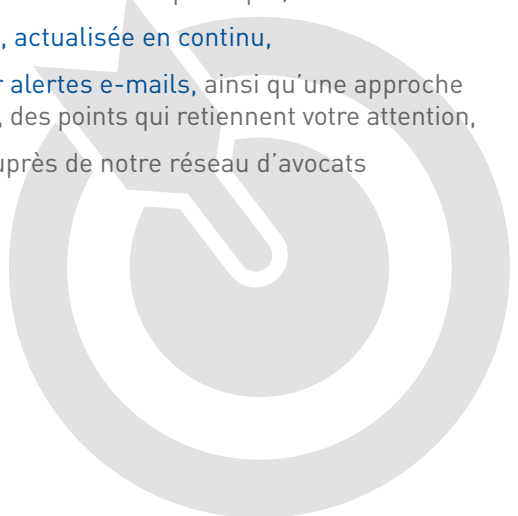 , actualisée en continu,
alertes e-mails, ainsi qu'une approche
, des points qui retiennent votre attention,
de notre réseau d'avocats